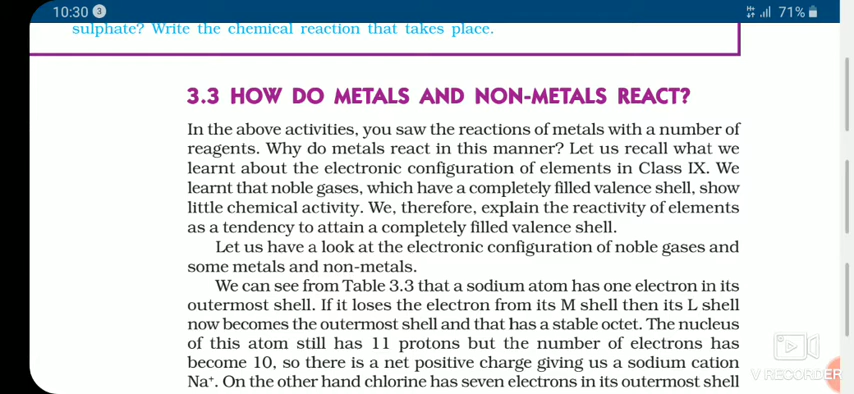 10:30 3
71%
sulphate? Write the chemical reaction that takes place.
3.3 HOW DO METALS AND NON-METALS REACT?
In the above activities, you saw the reactions of metals with a number of
reagents. Why do metals react in this manner? Let us recall what we
learnt about the electronic configuration of elements in Class IX. We
learnt that noble gases, which have a completely filled valence shell, show
little chemical activity. We, therefore, explain the reactivity of elements
as a tendency to attain a completely filled valence shell.
Let us have a look at the electronic configuration of noble gases and
some metals and non-metals.
We can see from Table 3.3 that a sodium atom has one electron in its
outermost shell. If it loses the electron from its M shell then its L shell
now becomes the outermost shell and that has a stable octet. The nucleus
of this atom still has 11 protons but the number of electrons has
become 10, so there is a net positive charge giving us a sodium cation
Na⁺. On the other hand chlorine has seven electrons in its outermost shell
V RECORDER